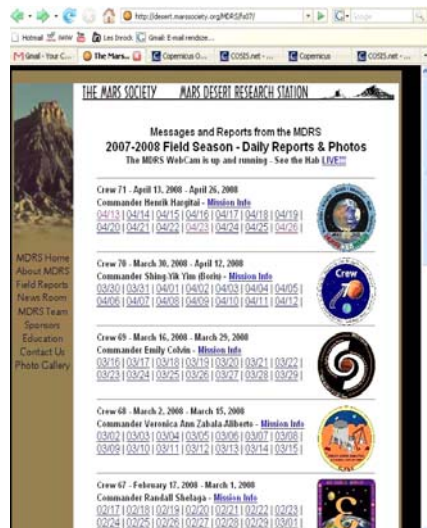 http://desert.marssociety.org/MDRS/fs07/
Google
Hotmail
Gmail: E-mail rendsze...
Gmail - Your C...
The Mars...
Copernicus O...
COSIS.net - ...
Copernicus
COSIS.net - ...
THE MARS SOCIETY MARS DESERT RESEARCH STATION
Messages and Reports from the MDRS
2007-2008 Field Season - Daily Reports & Photos
The MDRS WebCam is up and running - See the Hab LIVE!!!
MDRS Home
About MDRS
Field Reports
News Room
MDRS Team
Sponsors
Education
Contact Us
Photo Gallery
Crew 71 - April 13, 2008 - April 26, 2008
Commander Henrik Hargitai - Mission Info
04/13 | 04/14 | 04/15 | 04/16 | 04/17 | 04/18 | 04/19 |
04/20 | 04/21 | 04/22 | 04/23 | 04/24 | 04/25 | 04/26 |
Crew 70 - March 30, 2008 - April 12, 2008
Commander Shing-Yik Yim (Boris) - Mission Info
03/30 | 03/31 | 04/01 | 04/02 | 04/03 | 04/04 | 04/05 |
04/06 | 04/07 | 04/08 | 04/09 | 04/10 | 04/11 | 04/12 |
Crew
70
Crew 69 - March 16, 2008 - March 29, 2008
Commander Emily Colvin - Mission Info
03/16 | 03/17 | 03/18 | 03/19 | 03/20 | 03/21 | 03/22 |
03/23 | 03/24 | 03/25 | 03/26 | 03/27 | 03/28 | 03/29 |
Crew 68 - March 2, 2008 - March 15, 2008
Commander Veronica Ann Zabala-Aliberto - Mission Info
03/02 | 03/03 | 03/04 | 03/05 | 03/06 | 03/07 | 03/08 |
03/09 | 03/10 | 03/11 | 03/12 | 03/13 | 03/14 | 03/15 |
Crew 67 - February 17, 2008 - March 1, 2008
Commander Randall Shelaga - Mission Info
02/17 | 02/18 | 02/19 | 02/20 | 02/21 | 02/22 | 02/23 |
02/24 | 02/25 | 02/26 | 02/27 | 02/28 | 02/29 | 03/01 |